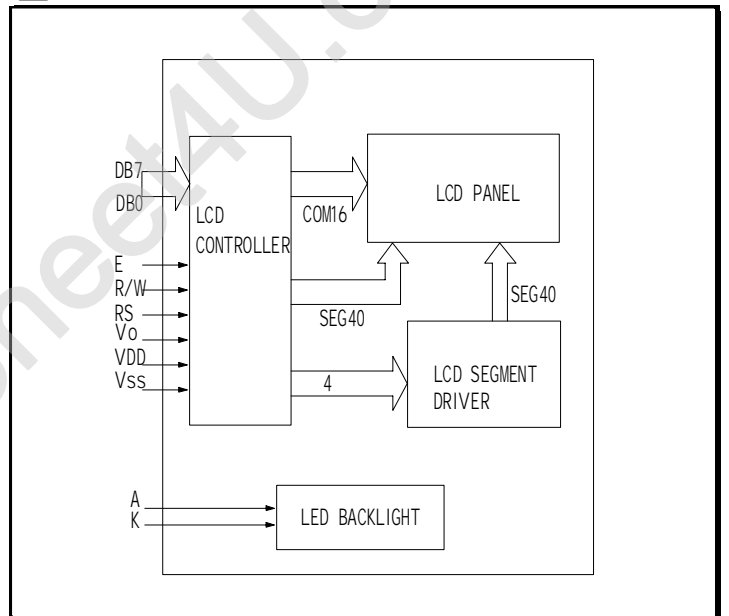 DB7
DB0
E
R/W
RS
Vo
VDD
Vss
A
K
LCD
CONTROLLER
COM16
SEG40
4
LCD PANEL
SEG40
LCD SEGMENT
DRIVER
LED BACKLIGHT